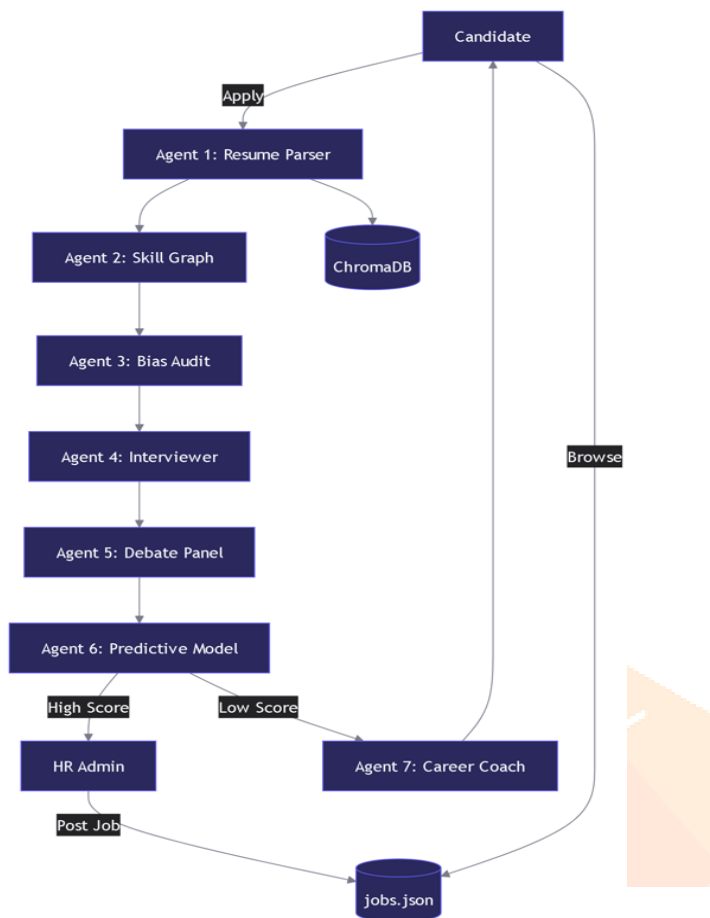 Candidate
Apply
Agent 1: Resume Parser
Agent 2: Skill Graph
ChromaDB
Agent 3: Bias Audit
Agent 4: Interviewer
Browse
Agent 5: Debate Panel
Agent 6: Predictive Model
High Score
Low Score
HR Admin
Agent 7: Career Coach
Post Job
jobs.json